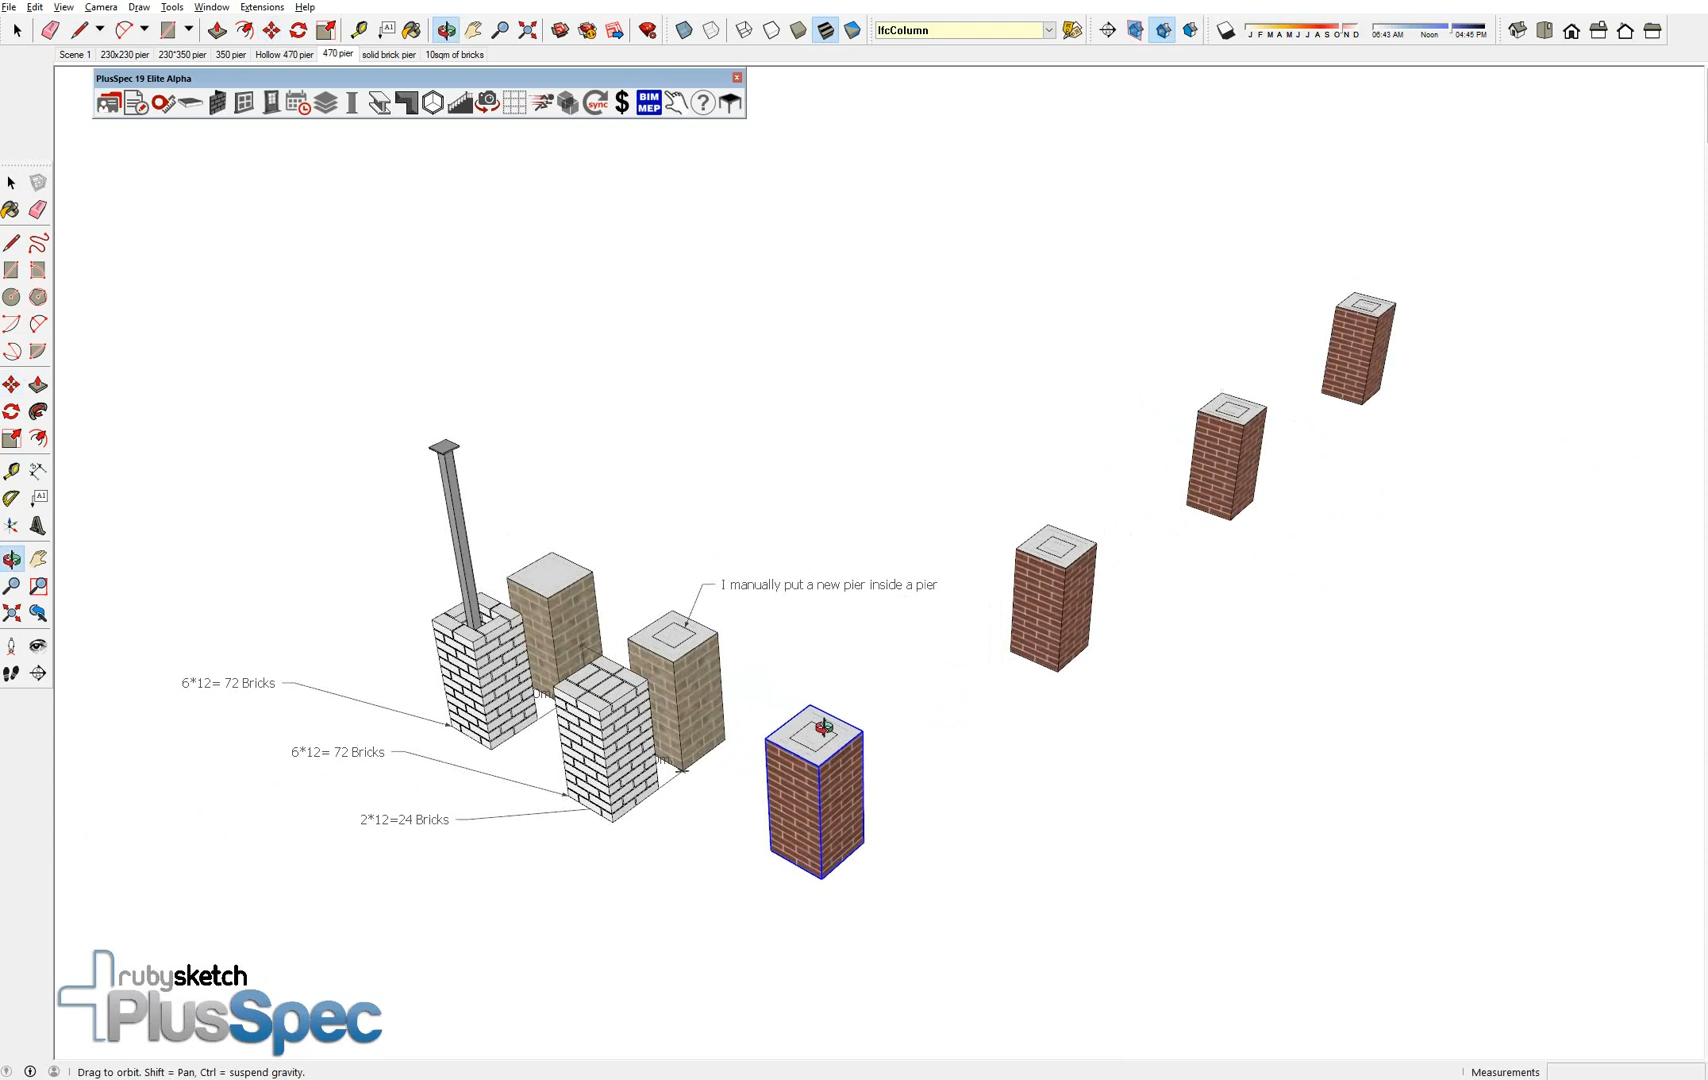 File Edit View Camera Draw Tools Window Extensions Help
IfcColumn
J F M A M J J A S O N D
06:43 AM Noon 04:45 PM
Scene 1 230x230 pier 230*350 pier 350 pier Hollow 470 pier 470 pier solid brick pier 10sqm of bricks
PlusSpec 19 Elite Alpha
sync $ BIM MEP ?
A1
A1
I manually put a new pier inside a pier
6*12= 72 Bricks
6*12= 72 Bricks
2*12=24 Bricks
rubysketch
PlusSpec
Drag to orbit. Shift = Pan, Ctrl = suspend gravity.
Measurements